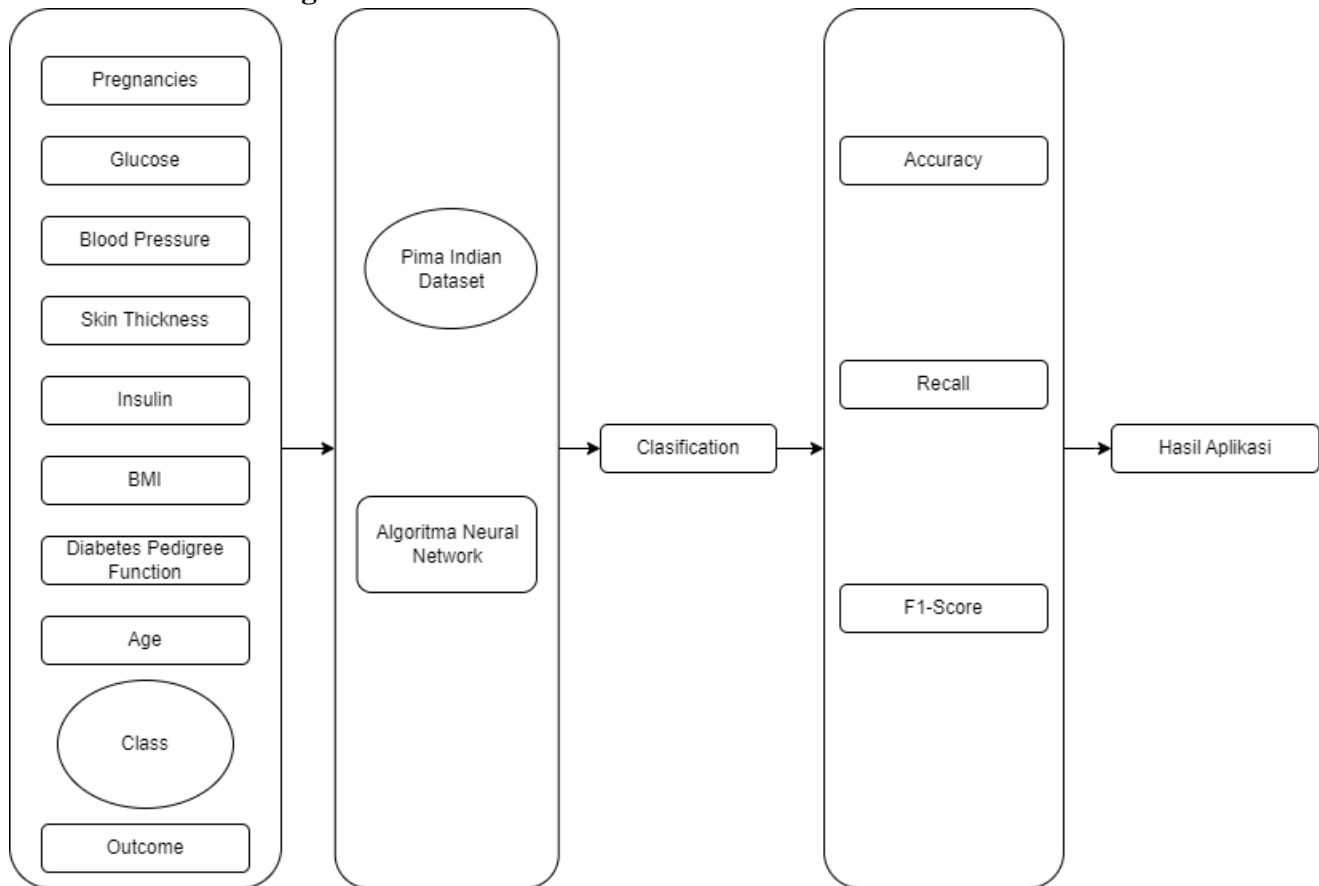 Pregnancies
Glucose
Blood Pressure
Skin Thickness
Insulin
BMI
Diabetes Pedigree
Function
Age
Class
Outcome
Pima Indian
Dataset
Algoritma Neural
Network
Clasification
Accuracy
Recall
F1-Score
Hasil Aplikasi